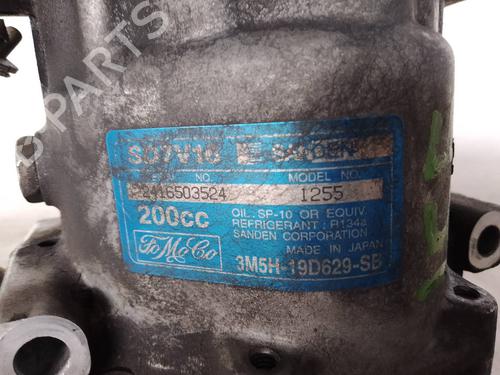 SD7V16 SANDEN
NO. MODEL NO.
2416503524 1255
200cc
OIL. SP-10 OR EQUIV.
REFRIGERANT : R134a
SANDEN CORPORATION
MADE IN JAPAN
FoMoCo
3M5H-19D629-SB